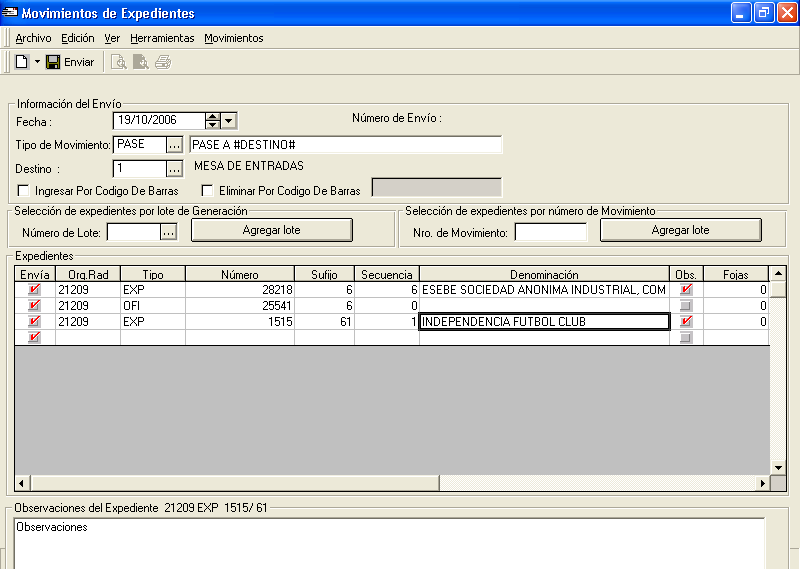 Movimientos de Expedientes
Archivo Edición Ver Herramientas Movimientos
Enviar
Información del Envío
Fecha : 19/10/2006 Número de Envío :
Tipo de Movimiento: PASE ... PASE A #DESTINO#
Destino : 1 ... MESA DE ENTRADAS
Ingresar Por Codigo De Barras Eliminar Por Codigo De Barras
Selección de expedientes por lote de Generación Selección de expedientes por número de Movimiento
Número de Lote: ... Agregar lote Nro. de Movimiento: Agregar lote
Expedientes
Envía Org.Rad Tipo Número Sufijo Secuencia Denominación Obs. Fojas
21209 EXP 28218 6 6 ESEBE SOCIEDAD ANONIMA INDUSTRIAL, COM 0
21209 OFI 25541 6 0 0
21209 EXP 1515 61 1 INDEPENDENCIA FUTBOL CLUB 0
Observaciones del Expediente 21209 EXP 1515/ 61
Observaciones